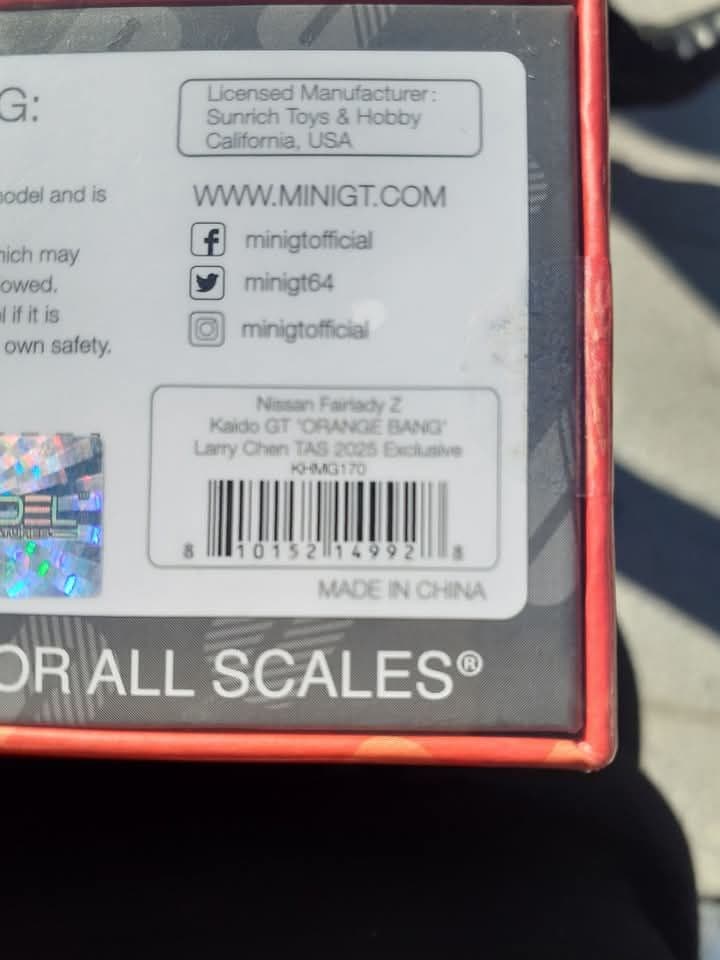 G:
Licensed Manufacturer:
Sunrich Toys & Hobby
California, USA
model and is
hich may
owed.
l if it is
own safety.
WWW.MINIGT.COM
minigtofficial
minigt64
minigtofficial
Nissan Fairlady Z
Kaido GT 'ORANGE BANG'
Larry Chen TAS 2025 Exclusive
KHMG170
8 10152 14992 8
MADE IN CHINA
OR ALL SCALES®